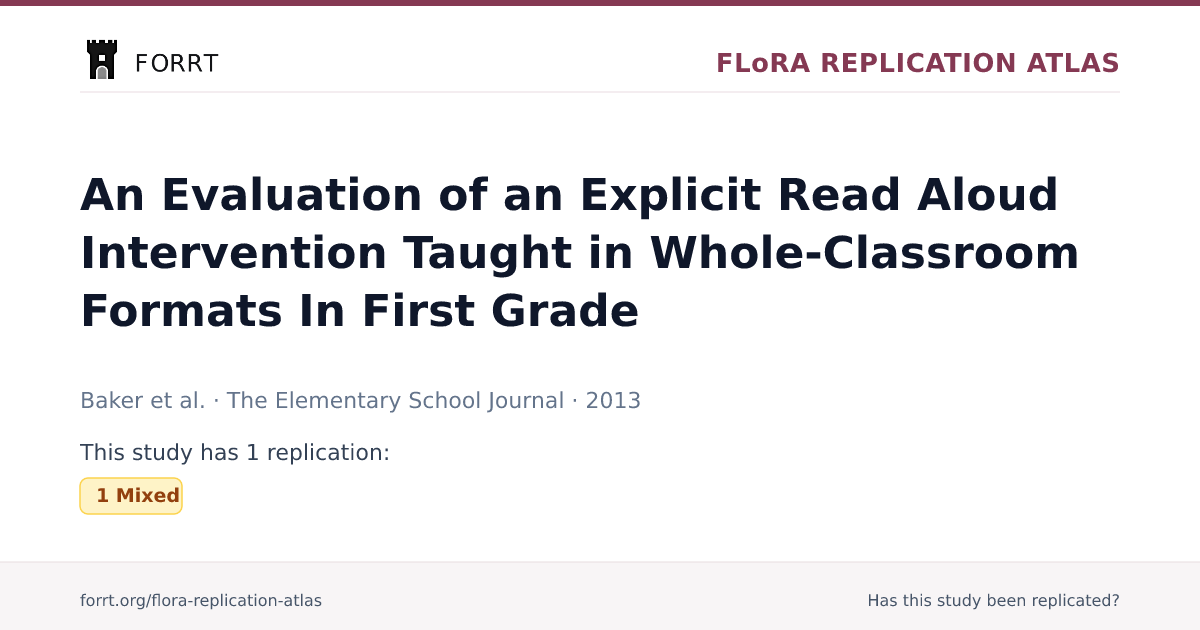 FORRT
FLoRA REPLICATION ATLAS
An Evaluation of an Explicit Read Aloud
Intervention Taught in Whole-Classroom
Formats In First Grade
Baker et al. · The Elementary School Journal · 2013
This study has 1 replication:
1 Mixed
forrt.org/flora-replication-atlas
Has this study been replicated?